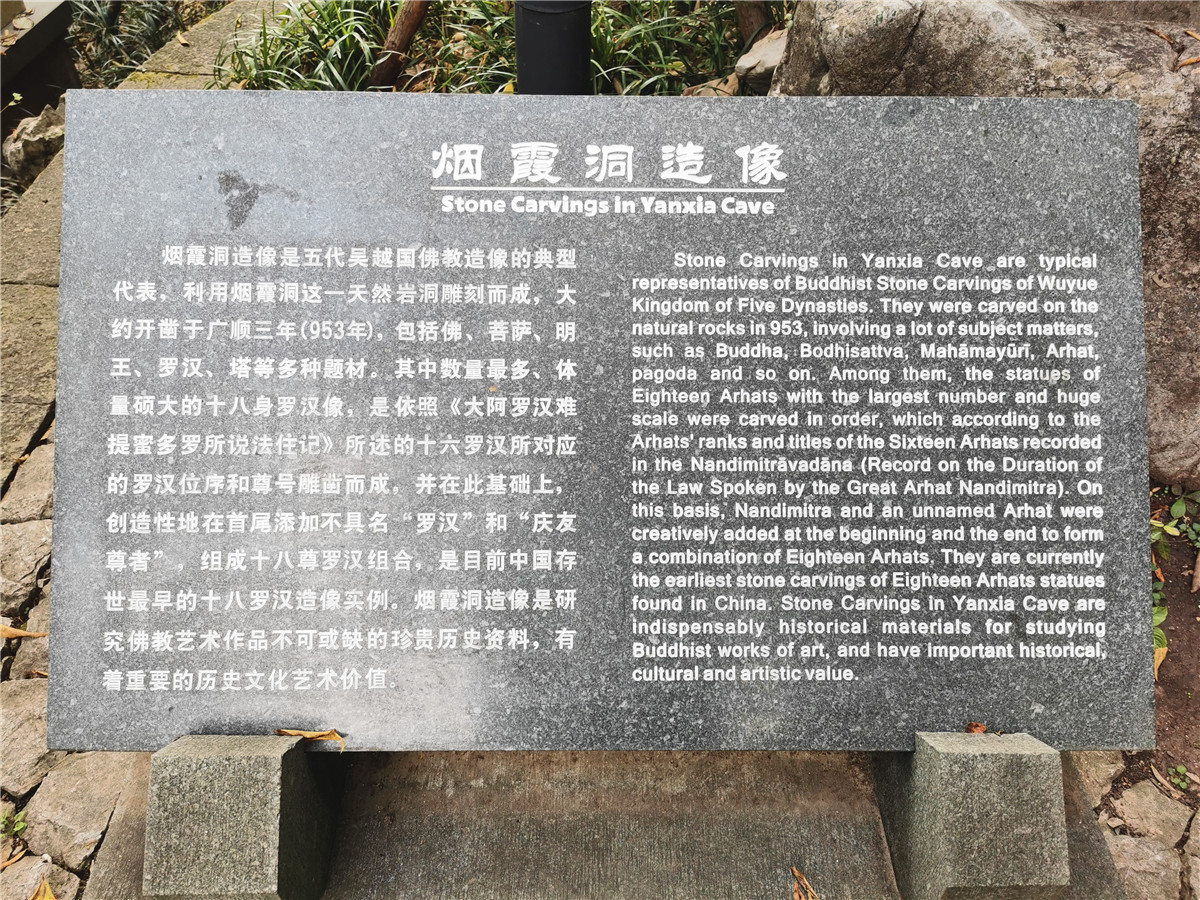 烟霞洞造像
Stone Carvings in Yanxia Cave
烟霞洞造像是五代吴越国佛教造像的典型
代表，利用烟霞洞这一天然岩洞雕刻而成，大
约开凿于广顺三年(953年)，包括佛、菩萨、明
王、罗汉、塔等多种题材。其中数量最多、体
量硕大的十八身罗汉像，是依照《大阿罗汉难
提蜜多罗所说法住记》所述的十六罗汉所对应
的罗汉位序和尊号雕凿而成，并在此基础上，
创造性地在首尾添加不具名“罗汉”和“庆友
尊者”，组成十八尊罗汉组合，是目前中国存
世最早的十八罗汉造像实例。烟霞洞造像是研
究佛教艺术作品不可或缺的珍贵历史资料，有
着重要的历史文化艺术价值。
Stone Carvings in Yanxia Cave are typical
representatives of Buddhist Stone Carvings of Wuyue
Kingdom of Five Dynasties. They were carved on the
natural rocks in 953, involving a lot of subject matters,
such as Buddha, Bodhisattva, Mahāmayūrī, Arhat,
pagoda and so on. Among them, the statues of
Eighteen Arhats with the largest number and huge
scale were carved in order, which according to the
Arhats' ranks and titles of the Sixteen Arhats recorded
in the Nandimitrāvadāna (Record on the Duration of
the Law Spoken by the Great Arhat Nandimitra). On
this basis, Nandimitra and an unnamed Arhat were
creatively added at the beginning and the end to form
a combination of Eighteen Arhats. They are currently
the earliest stone carvings of Eighteen Arhats statues
found in China. Stone Carvings in Yanxia Cave are
indispensably historical materials for studying
Buddhist works of art, and have important historical,
cultural and artistic value.